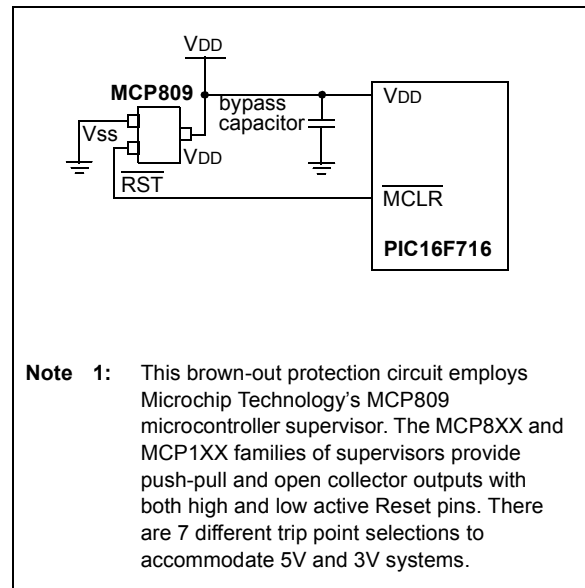 VDD
MCP809
bypass
capacitor
VDD
Vss
VDD
RST
MCLR
PIC16F716
Note 1: This brown-out protection circuit employs
Microchip Technology's MCP809
microcontroller supervisor. The MCP8XX and
MCP1XX families of supervisors provide
push-pull and open collector outputs with
both high and low active Reset pins. There
are 7 different trip point selections to
accommodate 5V and 3V systems.